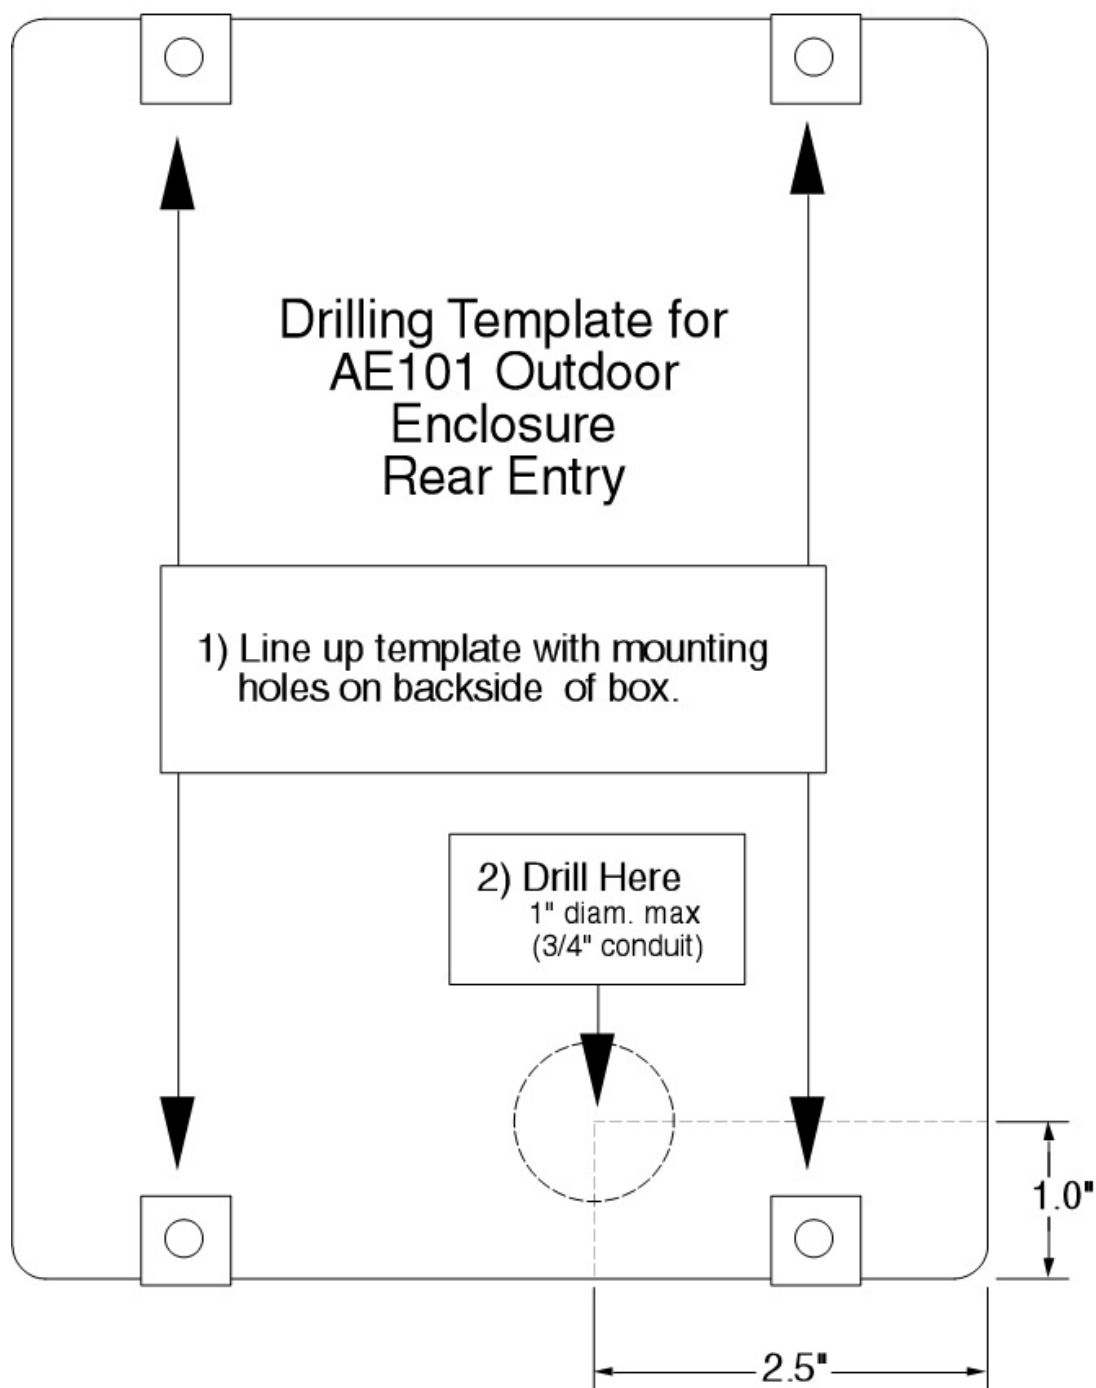 Drilling Template for
AE101 Outdoor
Enclosure
Rear Entry
1) Line up template with mounting
holes on backside of box.
2) Drill Here
1" diam. max
(3/4" conduit)
1.0"
2.5"